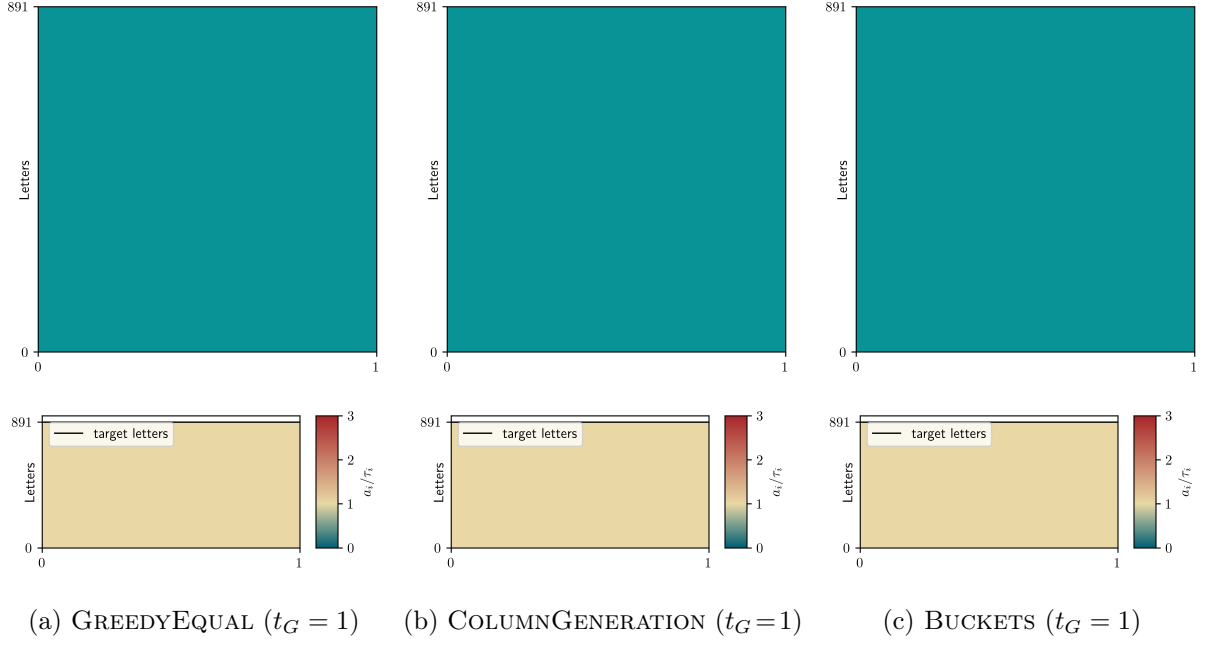 891
Letters
0
0
1
891
Letters
0
0
1
891
Letters
0
0
1
891
target letters
Letters
0
0
1
3
2
1
0
a_i/τ_i
891
target letters
Letters
0
0
1
3
2
1
0
a_i/τ_i
891
target letters
Letters
0
0
1
3
2
1
0
a_i/τ_i
(a) GREEDYEQUAL (t_G = 1)
(b) COLUMNGENERATION (t_G = 1)
(c) BUCKETS (t_G = 1)